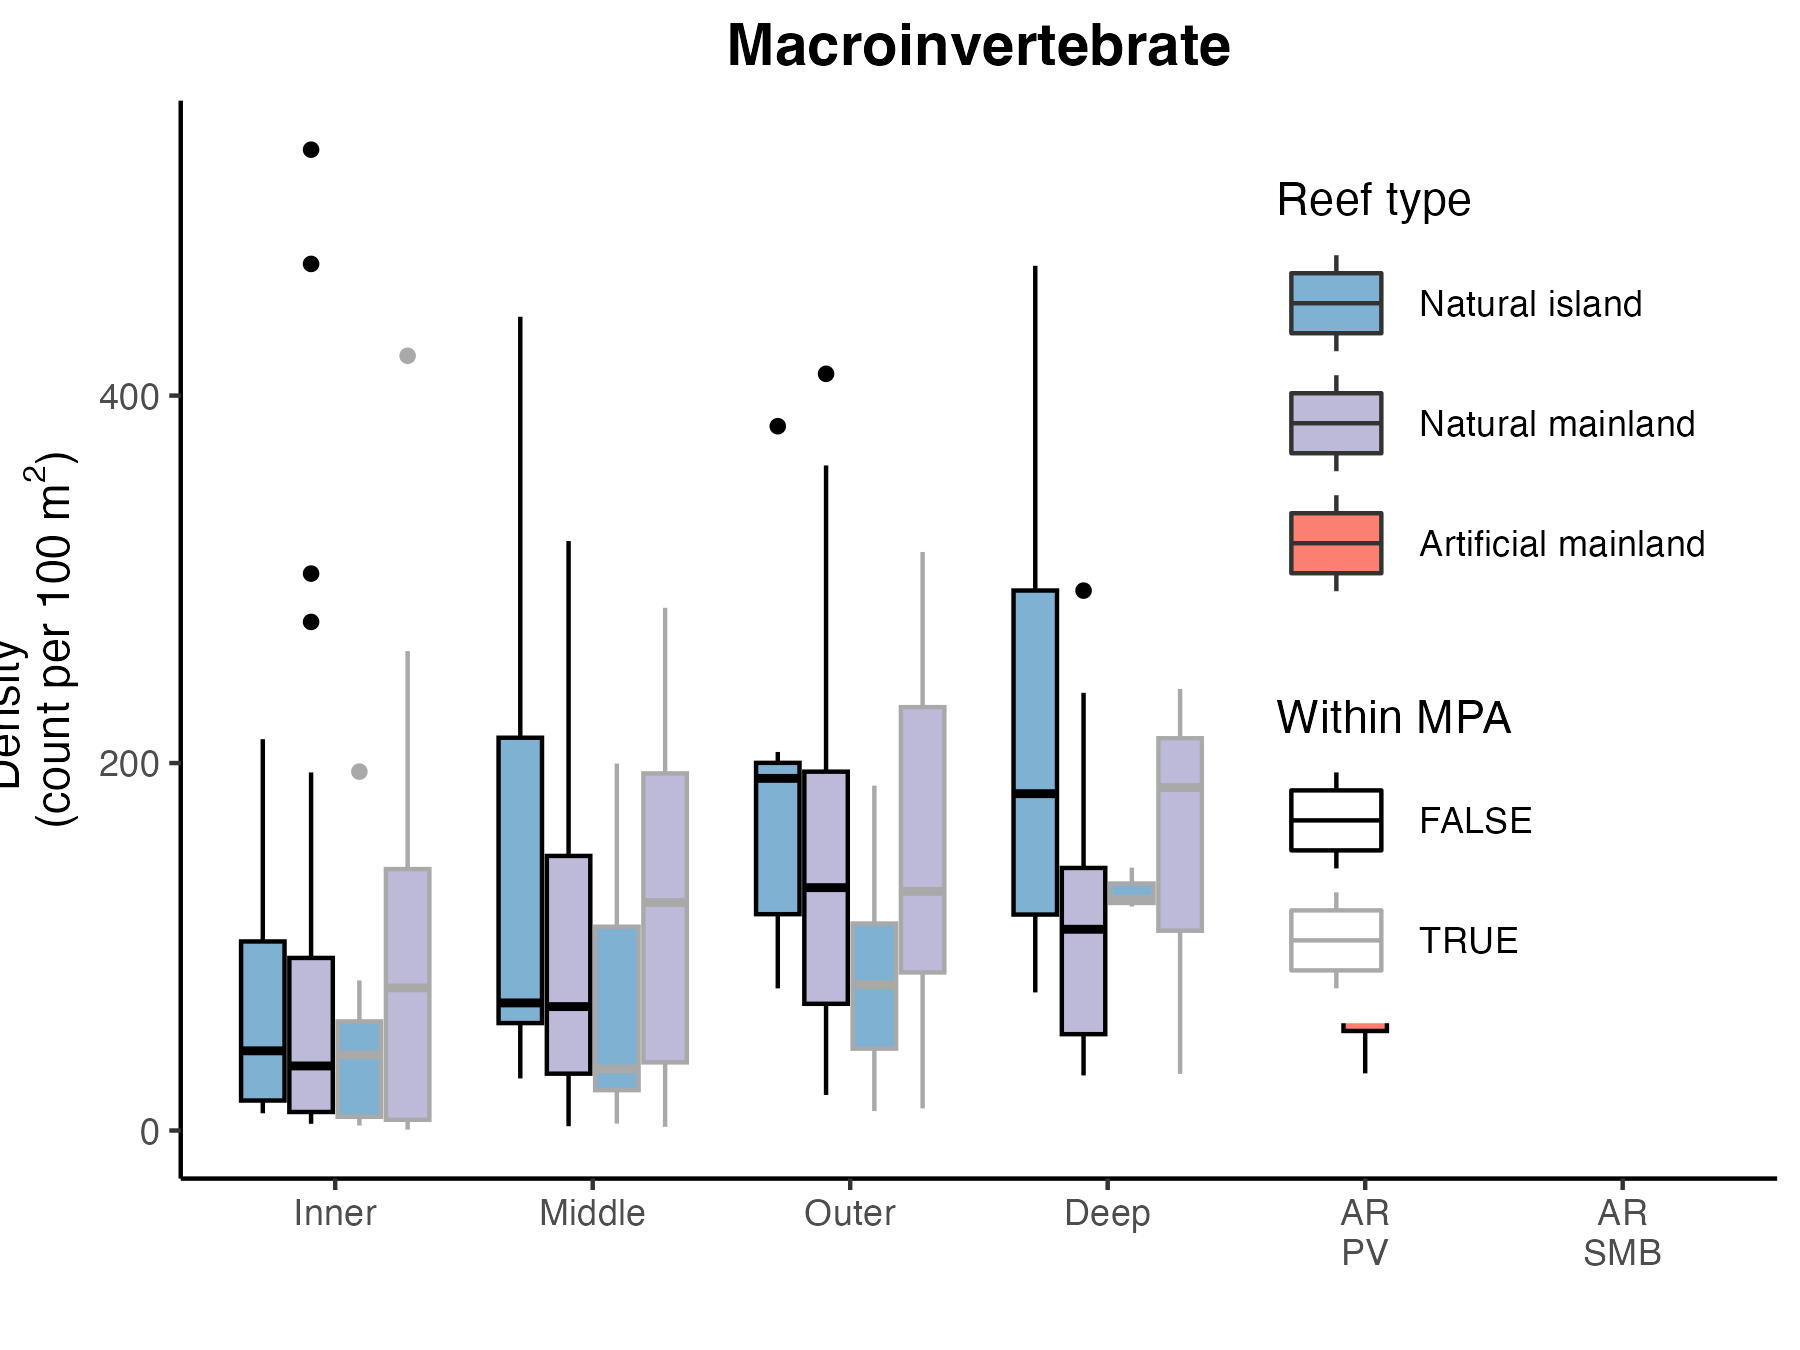 Macroinvertebrate
Density
(count per 100 m²)
400
200
0
Inner
Middle
Outer
Deep
AR
PV
AR
SMB
Reef type
Natural island
Natural mainland
Artificial mainland
Within MPA
FALSE
TRUE